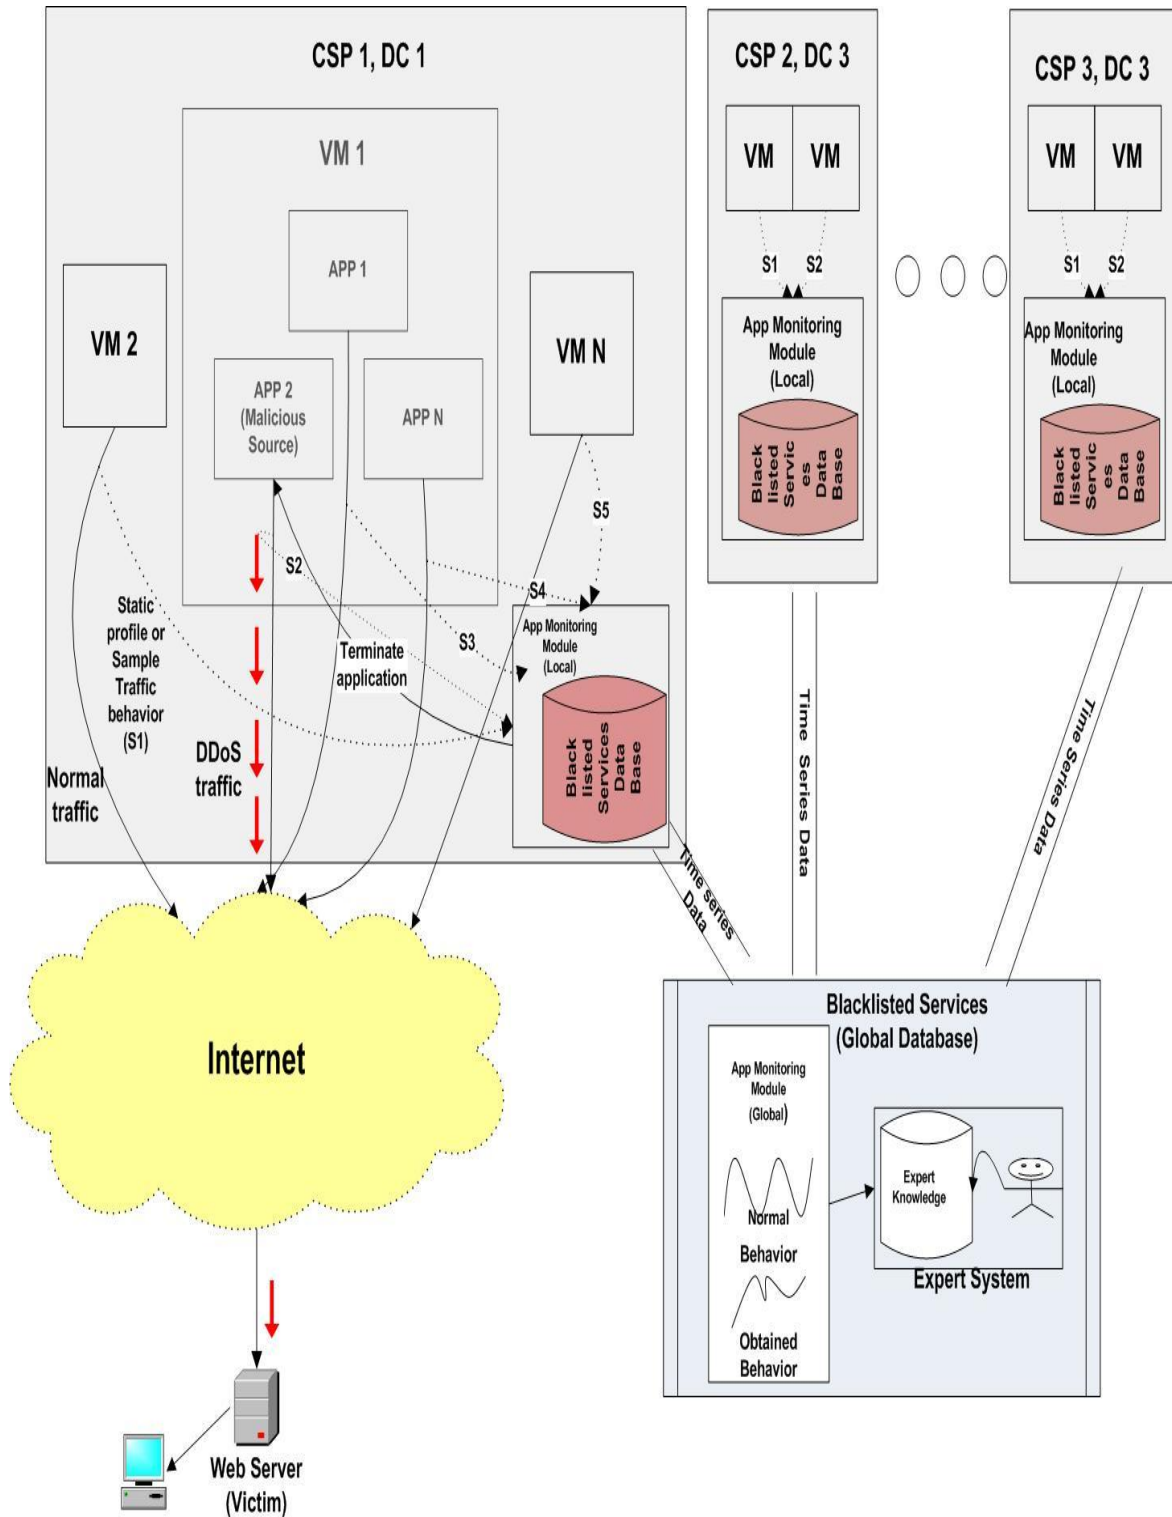 CSP 1, DC 1
VM 1
APP 1
APP 2
(Malicious
Source)
APP N
VM 2
VM N
S5
S2
S4
S3
Static
profile or
Sample
Traffic
behavior
(S1)
Terminate
application
App Monitoring
Module
(Local)
Black
listed
Services
Data
Base
Normal
traffic
DDoS
traffic
CSP 2, DC 3
VM
VM
S1
S2
App Monitoring
Module
(Local)
Black
listed
Servic
es
Data
Base
CSP 3, DC 3
VM
VM
S1
S2
App Monitoring
Module
(Local)
Black
listed
Servic
es
Data
Base
Time series
Data
Time Series Data
Time Series Data
Internet
Blacklisted Services
(Global Database)
App Monitoring
Module
(Global)
Normal
Behavior
Obtained
Behavior
Expert
Knowledge
Expert System
Web Server
(Victim)